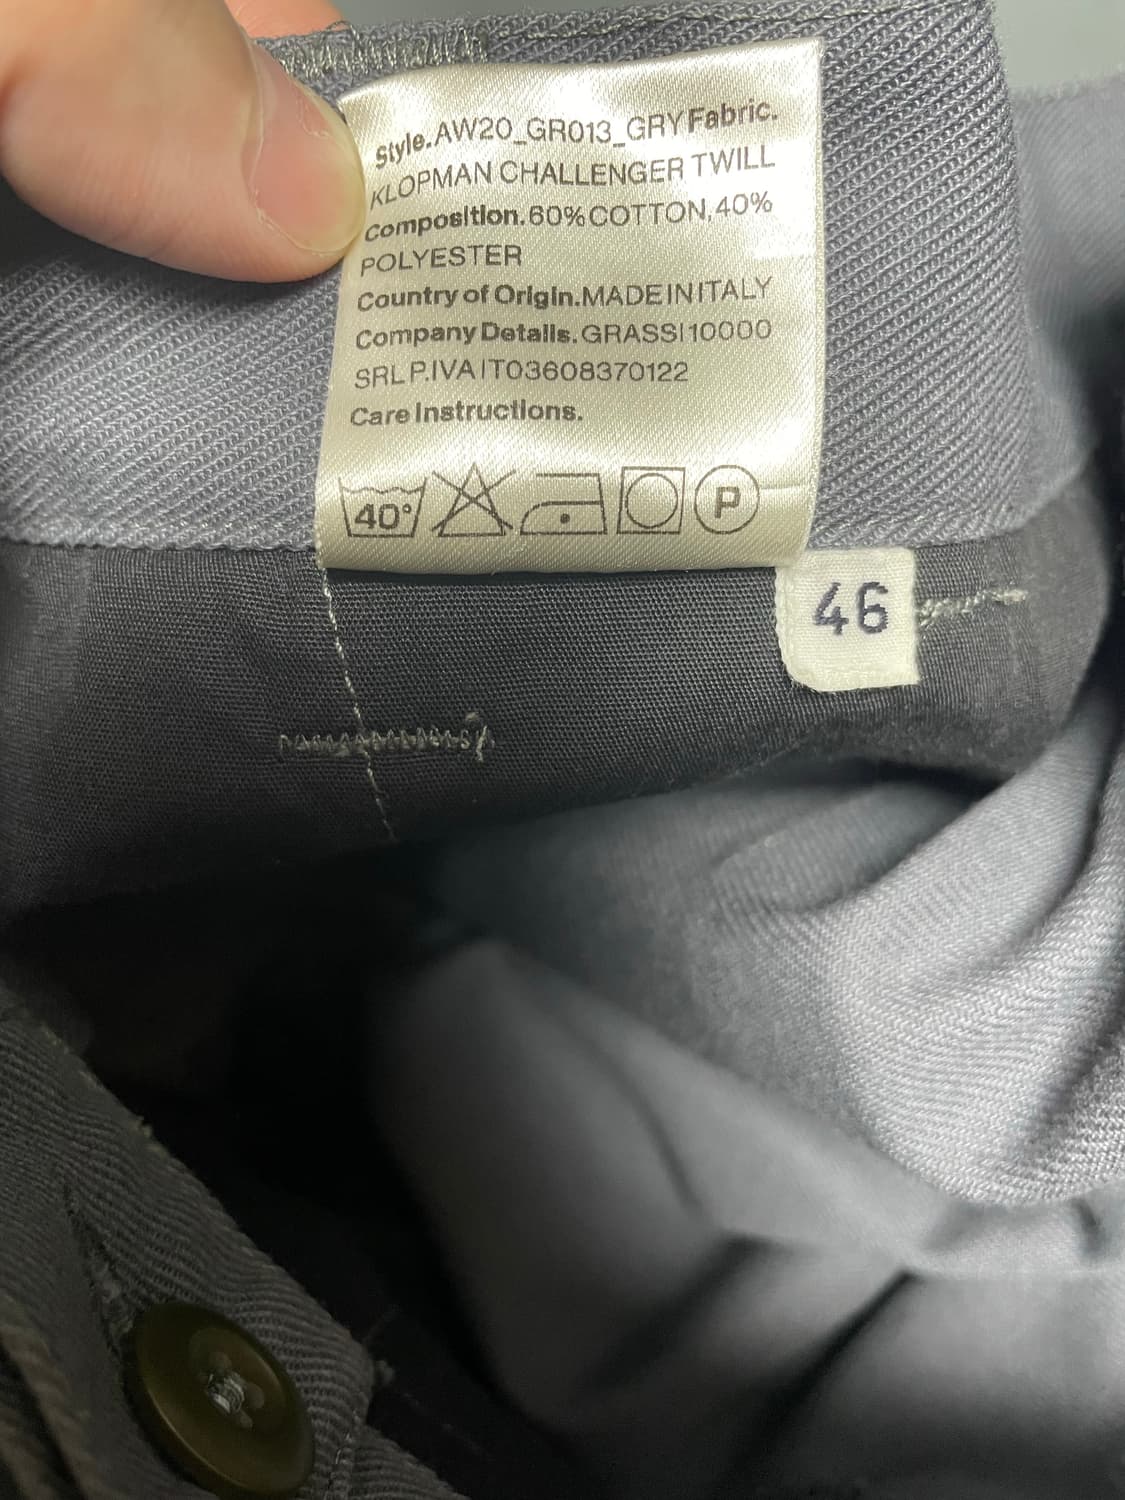 Style.AW20_GR013_GRY Fabric.
KLOPMAN CHALLENGER TWILL
Composition.60% COTTON, 40%
POLYESTER
Country of Origin.MADE IN ITALY
Company Details. GRASSI 10000
SRL P.IVA IT03608370122
Care Instructions.
40° P
46